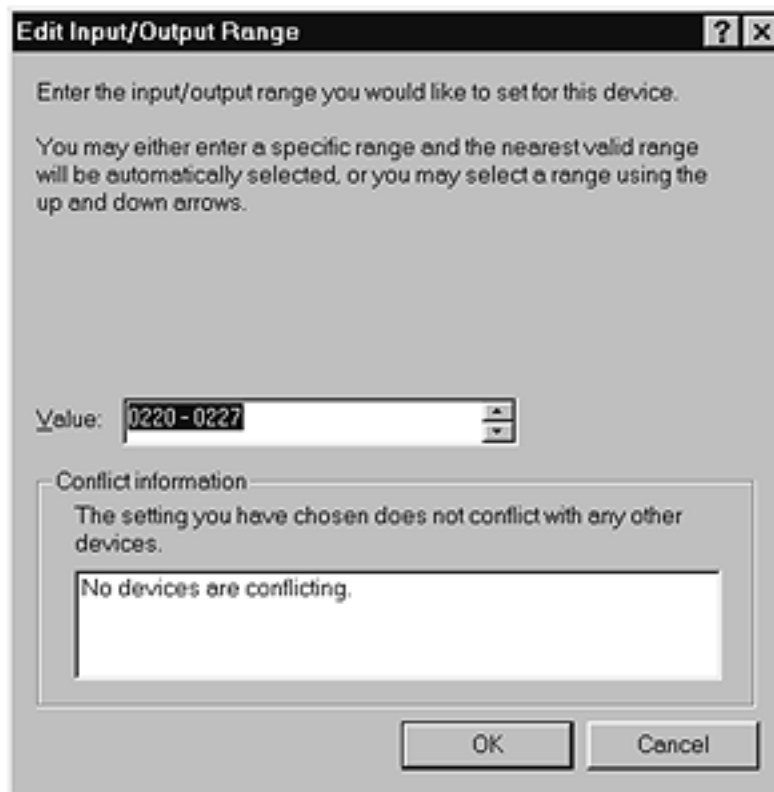 Edit Input/Output Range
Enter the input/output range you would like to set for this device.
You may either enter a specific range and the nearest valid range
will be automatically selected, or you may select a range using the
up and down arrows.
Value: 0220 - 0227
Conflict information
The setting you have chosen does not conflict with any other
devices.
No devices are conflicting.
OK Cancel